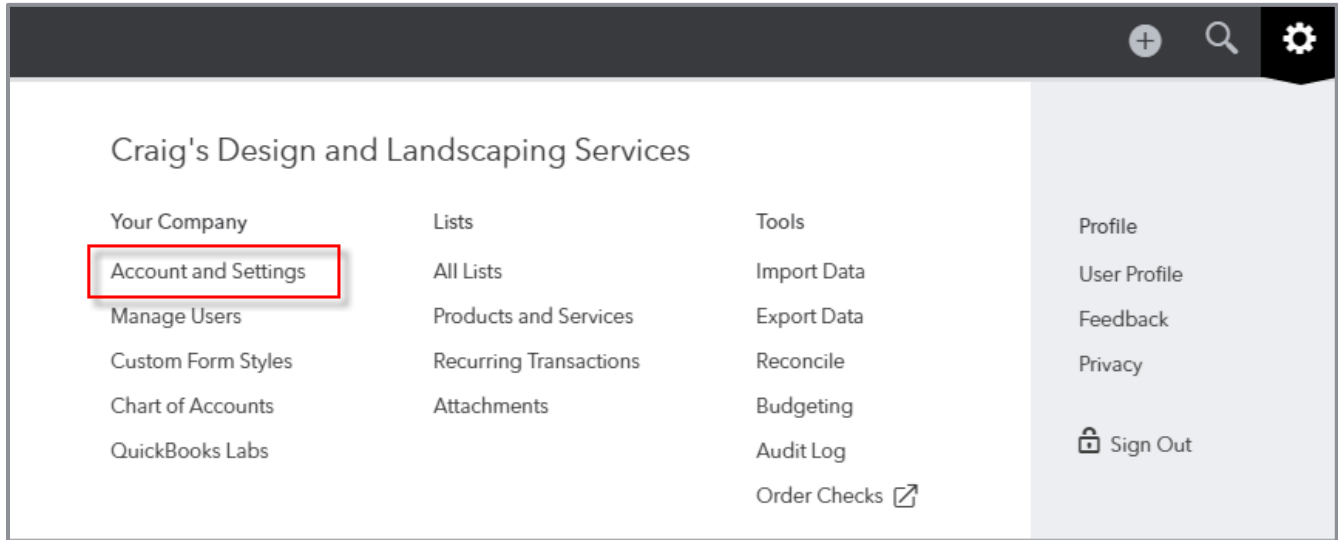 Craig's Design and Landscaping Services
Your Company
Account and Settings
Manage Users
Custom Form Styles
Chart of Accounts
QuickBooks Labs
Lists
All Lists
Products and Services
Recurring Transactions
Attachments
Tools
Import Data
Export Data
Reconcile
Budgeting
Audit Log
Order Checks
Profile
User Profile
Feedback
Privacy
Sign Out